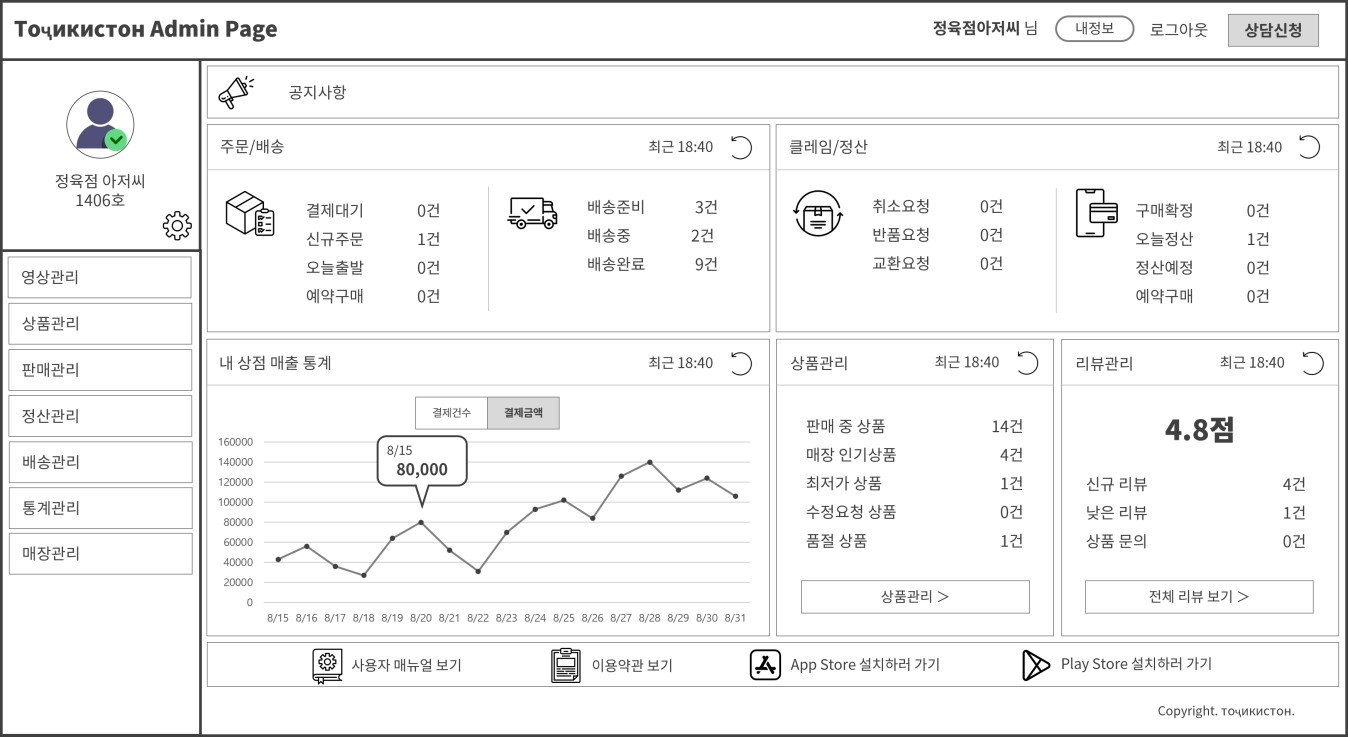 Тоҷикистон Admin Page
정육점아저씨 님
내정보
로그아웃
상담신청
정육점 아저씨
1406호
영상관리
상품관리
판매관리
정산관리
배송관리
통계관리
매장관리
공지사항
주문/배송
최근 18:40
결제대기 0건
신규주문 1건
오늘출발 0건
예약구매 0건
배송준비 3건
배송중 2건
배송완료 9건
클레임/정산
최근 18:40
취소요청 0건
반품요청 0건
교환요청 0건
구매확정 0건
오늘정산 1건
정산예정 0건
예약구매 0건
내 상점 매출 통계
최근 18:40
결제건수 결제금액
8/15
80,000
160000
140000
120000
100000
80000
60000
40000
20000
0
8/15 8/16 8/17 8/18 8/19 8/20 8/21 8/22 8/23 8/24 8/25 8/26 8/27 8/28 8/29 8/30 8/31
상품관리
최근 18:40
판매 중 상품 14건
매장 인기상품 4건
최저가 상품 1건
수정요청 상품 0건
품절 상품 1건
상품관리 >
리뷰관리
최근 18:40
4.8점
신규 리뷰 4건
낮은 리뷰 1건
상품 문의 0건
전체 리뷰 보기 >
사용자 매뉴얼 보기
이용약관 보기
App Store 설치하러 가기
Play Store 설치하러 가기
Copyright. тоҷикистон.